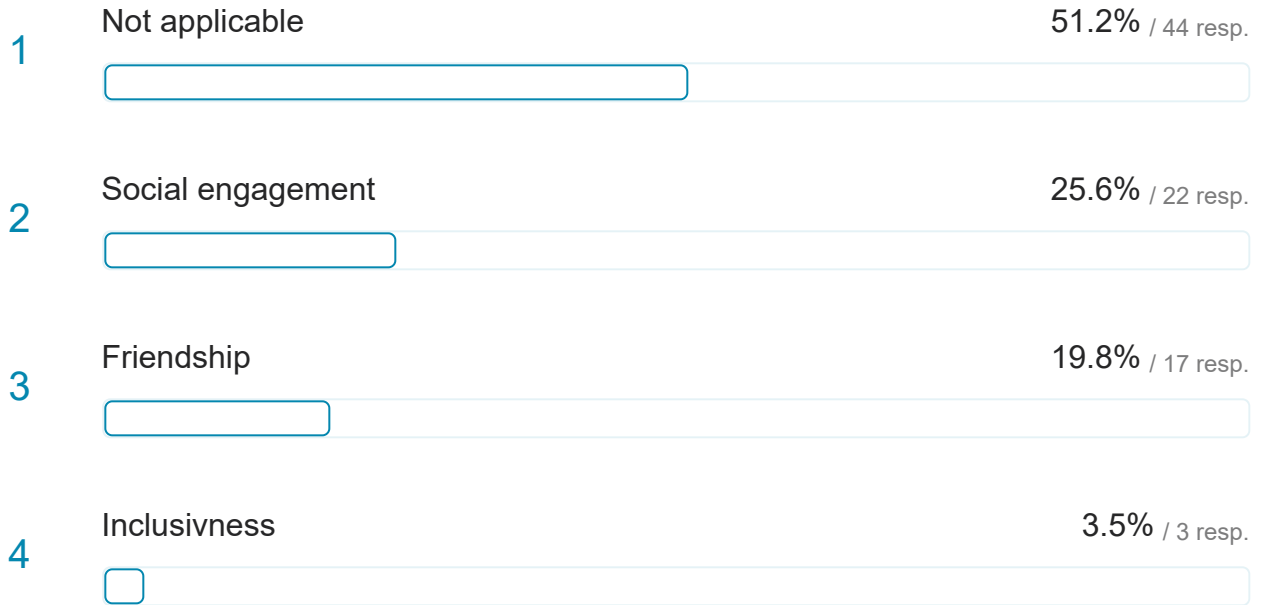 1 Not applicable 51.2% / 44 resp.
2 Social engagement 25.6% / 22 resp.
3 Friendship 19.8% / 17 resp.
4 Inclusivness 3.5% / 3 resp.